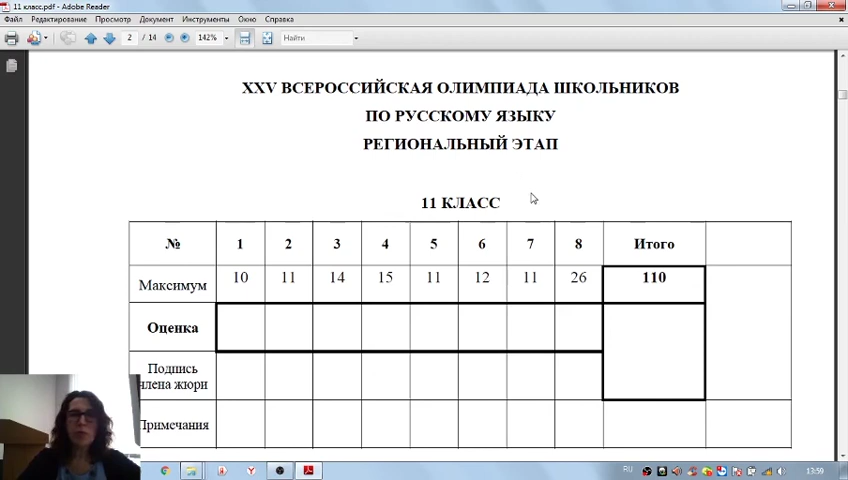 11 класс.pdf - Adobe Reader
Файл Редактирование Просмотр Документ Инструменты Окно Справка
2 / 14 142% Найти
XXV ВСЕРОССИЙСКАЯ ОЛИМПИАДА ШКОЛЬНИКОВ
ПО РУССКОМУ ЯЗЫКУ
РЕГИОНАЛЬНЫЙ ЭТАП
11 КЛАСС
№ 1 2 3 4 5 6 7 8 Итого
Максимум 10 11 14 15 11 12 11 26 110
Оценка
Подпись
члена жюри
Примечания
RU 13:59